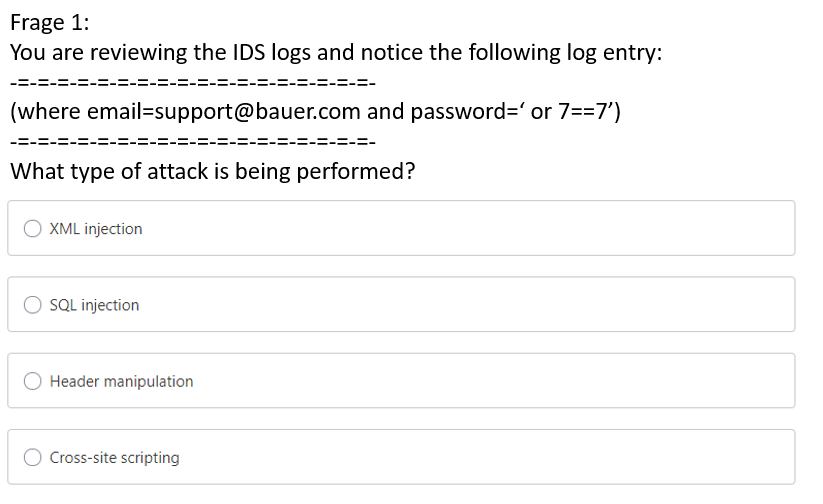 Frage 1:
You are reviewing the IDS logs and notice the following log entry:
-=-=-=-=-=-=-=-=-=-=-=-=-=-=-=-=-=-=-
(where email=support@bauer.com and password=‘ or 7==7’)
-=-=-=-=-=-=-=-=-=-=-=-=-=-=-=-=-=-=-
What type of attack is being performed?
XML injection
SQL injection
Header manipulation
Cross-site scripting